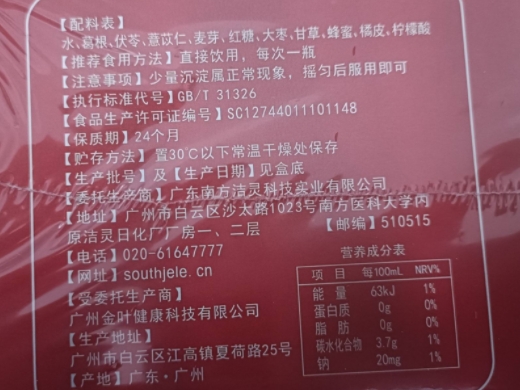 【配料表】
水、葛根、茯苓、薏苡仁、麦芽、红糖、大枣、甘草、蜂蜜、橘皮、柠檬酸
【推荐食用方法】直接饮用，每次一瓶
【注意事项】少量沉淀属正常现象，摇匀后服用即可
【执行标准代号】GB/T 31326
【食品生产许可证编号】SC12744011101148
【保质期】24个月
【贮存方法】 置30℃以下常温干燥处保存
【生产批号】及【生产日期】见盒底
【委托生产商】广东南方洁灵科技实业有限公司
【地址】广州市白云区沙太路1023号南方医科大学内
原洁灵日化厂厂房一、二层 【邮编】510515
【电话】020-61647777
【网址】southjele.cn
【受委托生产商】
广州金叶健康科技有限公司
【生产地址】
广州市白云区江高镇夏荷路25号
【产地】广东·广州
营养成分表
项目 每100mL NRV%
能量 63kJ 1%
蛋白质 0g 0%
脂肪 0g 0%
碳水化合物 3.7g 1%
钠 20mg 1%